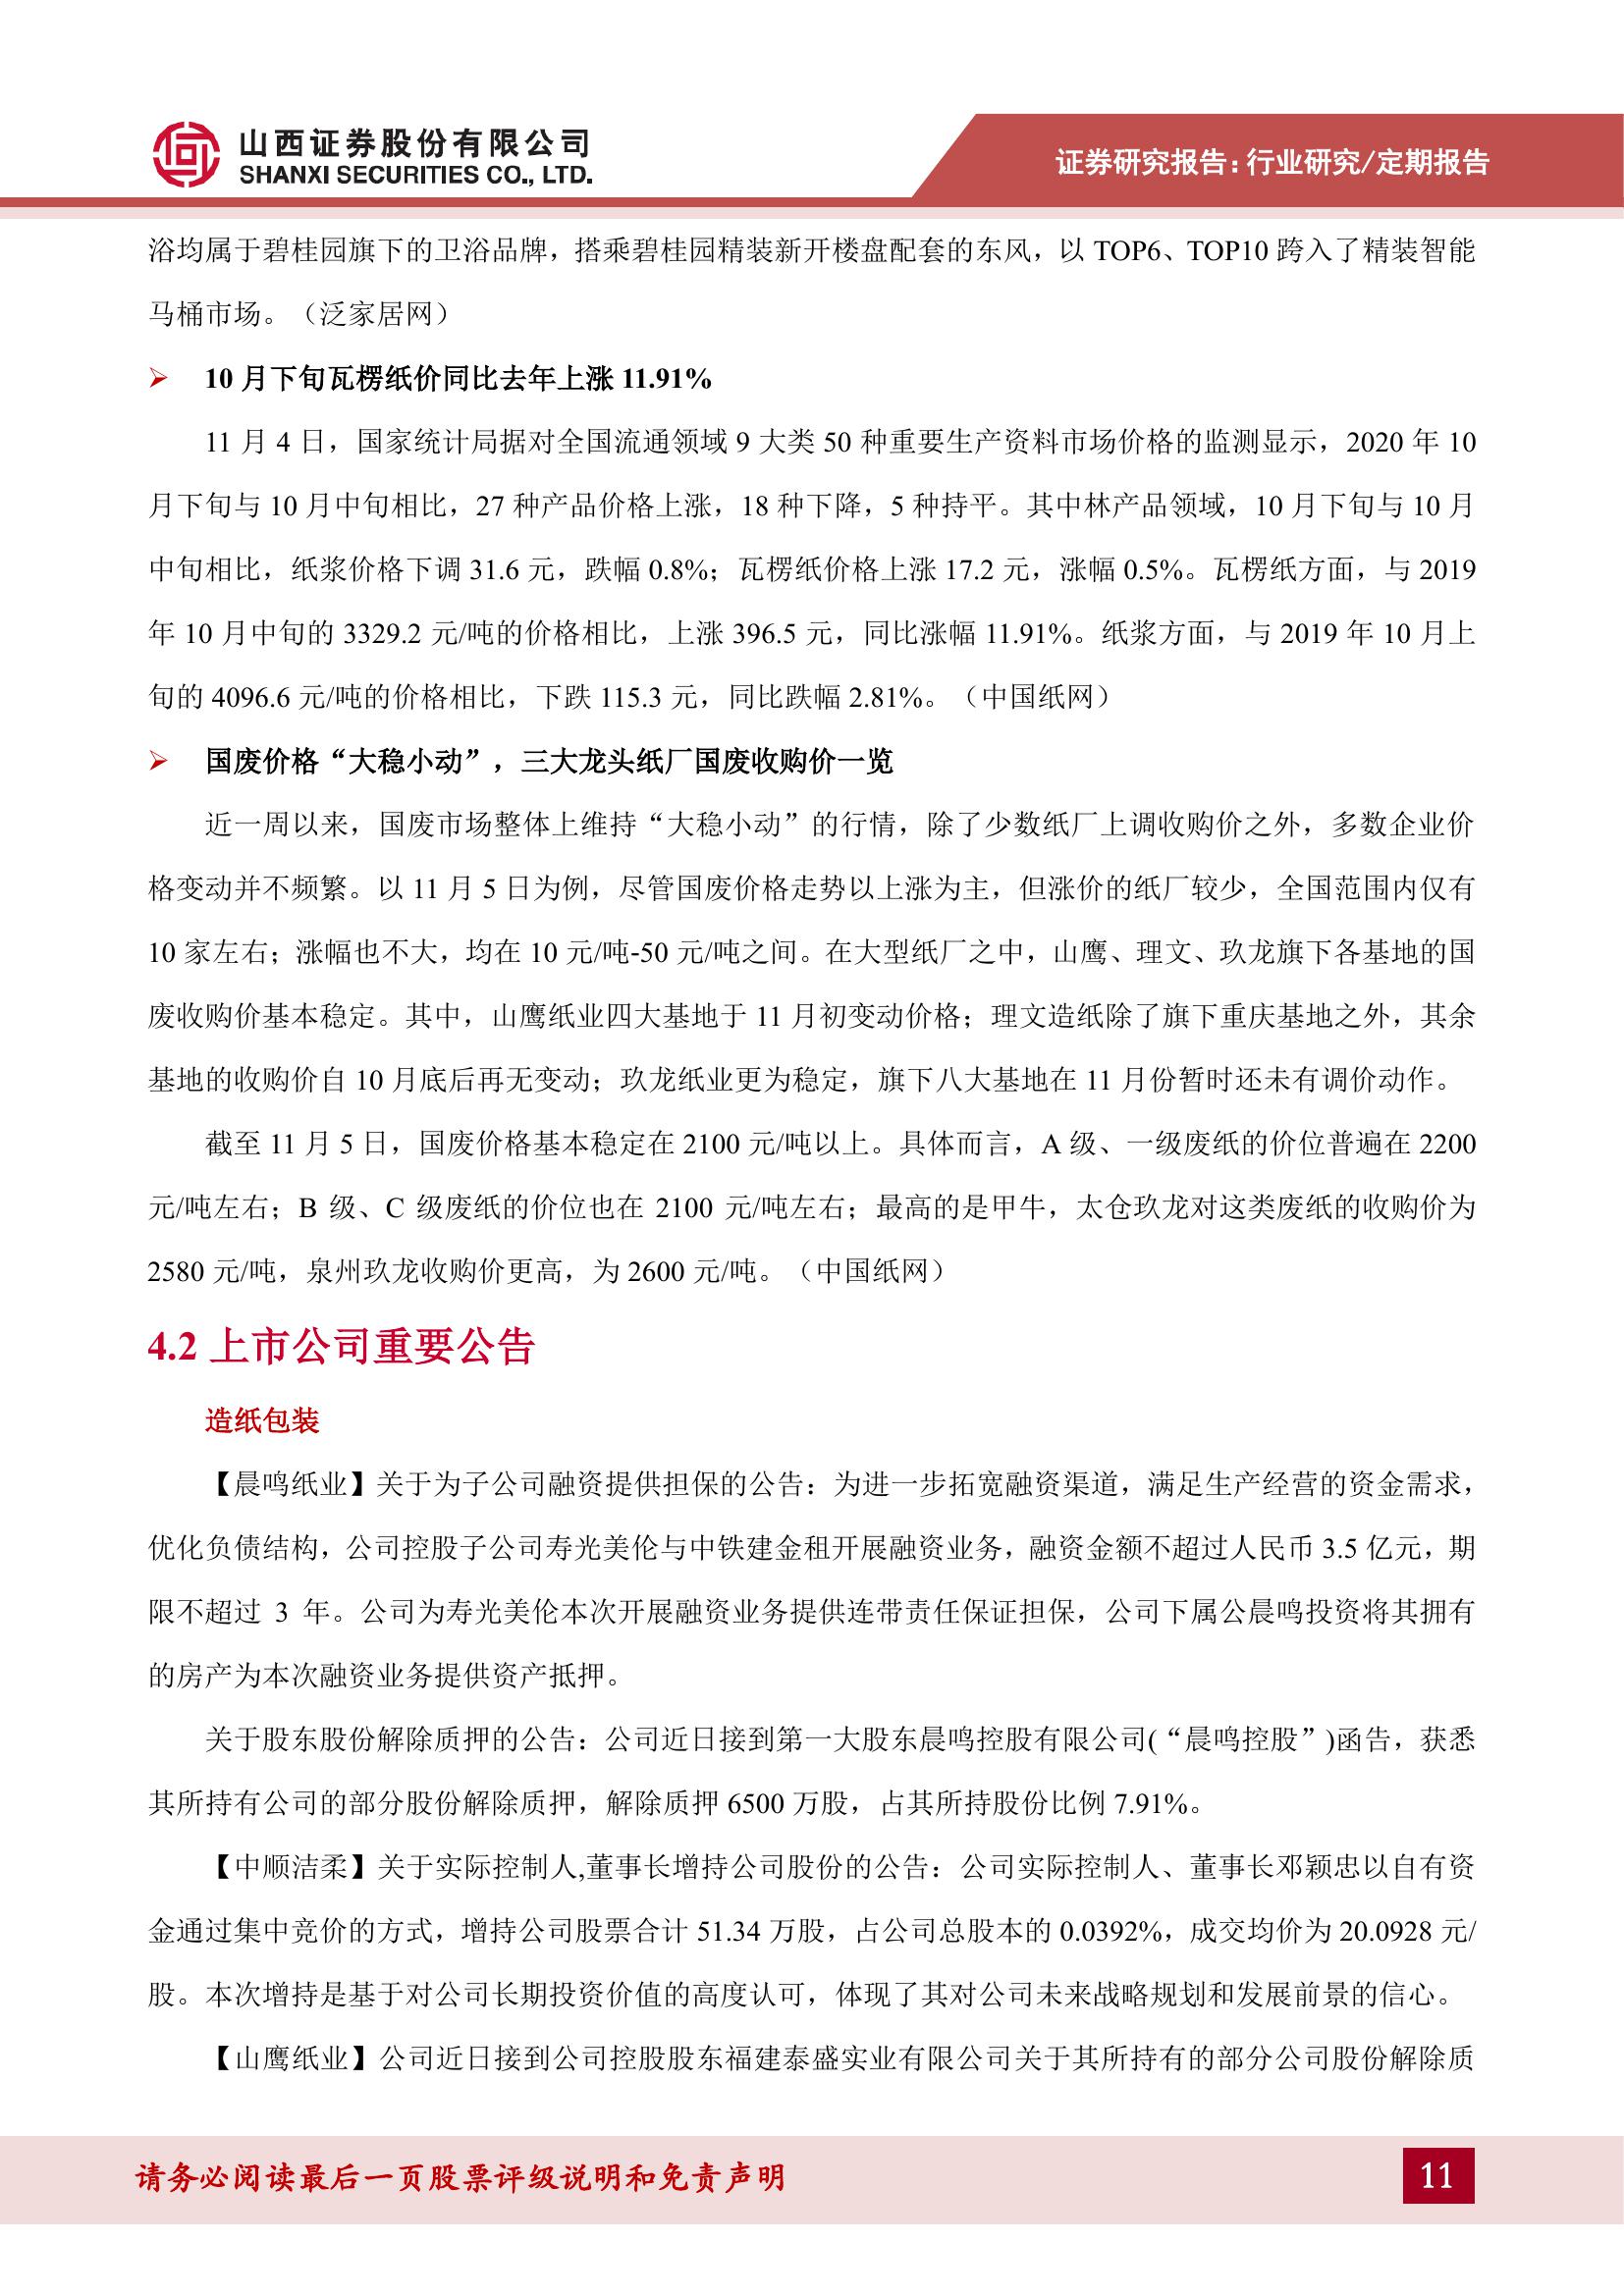 山西证券股份有限公司
SHANXI SECURITIES CO., LTD.
证券研究报告：行业研究/定期报告
浴均属于碧桂园旗下的卫浴品牌，搭乘碧桂园精装新开楼盘配套的东风，以 TOP6、TOP10 跨入了精装智能
马桶市场。（泛家居网）
➢ 10 月下旬瓦楞纸价同比去年上涨 11.91%
11 月 4 日，国家统计局据对全国流通领域 9 大类 50 种重要生产资料市场价格的监测显示，2020 年 10
月下旬与 10 月中旬相比，27 种产品价格上涨，18 种下降，5 种持平。其中林产品领域，10 月下旬与 10 月
中旬相比，纸浆价格下调 31.6 元，跌幅 0.8%；瓦楞纸价格上涨 17.2 元，涨幅 0.5%。瓦楞纸方面，与 2019
年 10 月中旬的 3329.2 元/吨的价格相比，上涨 396.5 元，同比涨幅 11.91%。纸浆方面，与 2019 年 10 月上
旬的 4096.6 元/吨的价格相比，下跌 115.3 元，同比跌幅 2.81%。（中国纸网）
➢ 国废价格“大稳小动”，三大龙头纸厂国废收购价一览
近一周以来，国废市场整体上维持“大稳小动”的行情，除了少数纸厂上调收购价之外，多数企业价
格变动并不频繁。以 11 月 5 日为例，尽管国废价格走势以上涨为主，但涨价的纸厂较少，全国范围内仅有
10 家左右；涨幅也不大，均在 10 元/吨-50 元/吨之间。在大型纸厂之中，山鹰、理文、玖龙旗下各基地的国
废收购价基本稳定。其中，山鹰纸业四大基地于 11 月初变动价格；理文造纸除了旗下重庆基地之外，其余
基地的收购价自 10 月底后再无变动；玖龙纸业更为稳定，旗下八大基地在 11 月份暂时还未有调价动作。
截至 11 月 5 日，国废价格基本稳定在 2100 元/吨以上。具体而言，A 级、一级废纸的价位普遍在 2200
元/吨左右；B 级、C 级废纸的价位也在 2100 元/吨左右；最高的是甲牛，太仓玖龙对这类废纸的收购价为
2580 元/吨，泉州玖龙收购价更高，为 2600 元/吨。（中国纸网）
4.2 上市公司重要公告
造纸包装
【晨鸣纸业】关于为子公司融资提供担保的公告：为进一步拓宽融资渠道，满足生产经营的资金需求，
优化负债结构，公司控股子公司寿光美伦与中铁建金租开展融资业务，融资金额不超过人民币 3.5 亿元，期
限不超过 3 年。公司为寿光美伦本次开展融资业务提供连带责任保证担保，公司下属公晨鸣投资将其拥有
的房产为本次融资业务提供资产抵押。
关于股东股份解除质押的公告：公司近日接到第一大股东晨鸣控股有限公司(“晨鸣控股”)函告，获悉
其所持有公司的部分股份解除质押，解除质押 6500 万股，占其所持股份比例 7.91%。
【中顺洁柔】关于实际控制人,董事长增持公司股份的公告：公司实际控制人、董事长邓颖忠以自有资
金通过集中竞价的方式，增持公司股票合计 51.34 万股，占公司总股本的 0.0392%，成交均价为 20.0928 元/
股。本次增持是基于对公司长期投资价值的高度认可，体现了其对公司未来战略规划和发展前景的信心。
【山鹰纸业】公司近日接到公司控股股东福建泰盛实业有限公司关于其所持有的部分公司股份解除质
请务必阅读最后一页股票评级说明和免责声明
11